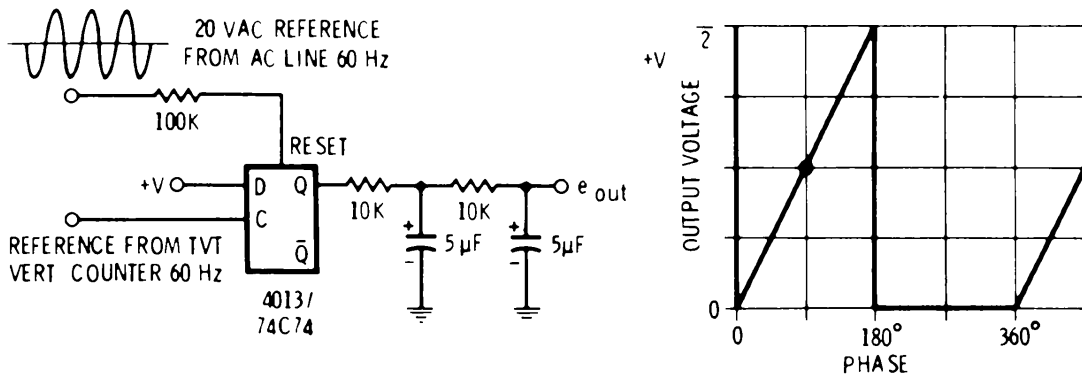 20 VAC REFERENCE
FROM AC LINE 60 Hz
100K
RESET
+V
D
Q
C
Q̅
10K
10K
e out
+
5 µF
-
+
5µF
-
REFERENCE FROM TVT
VERT COUNTER 60 Hz
4013/
74C74
+V
2
OUTPUT VOLTAGE
0
0
180°
360°
PHASE